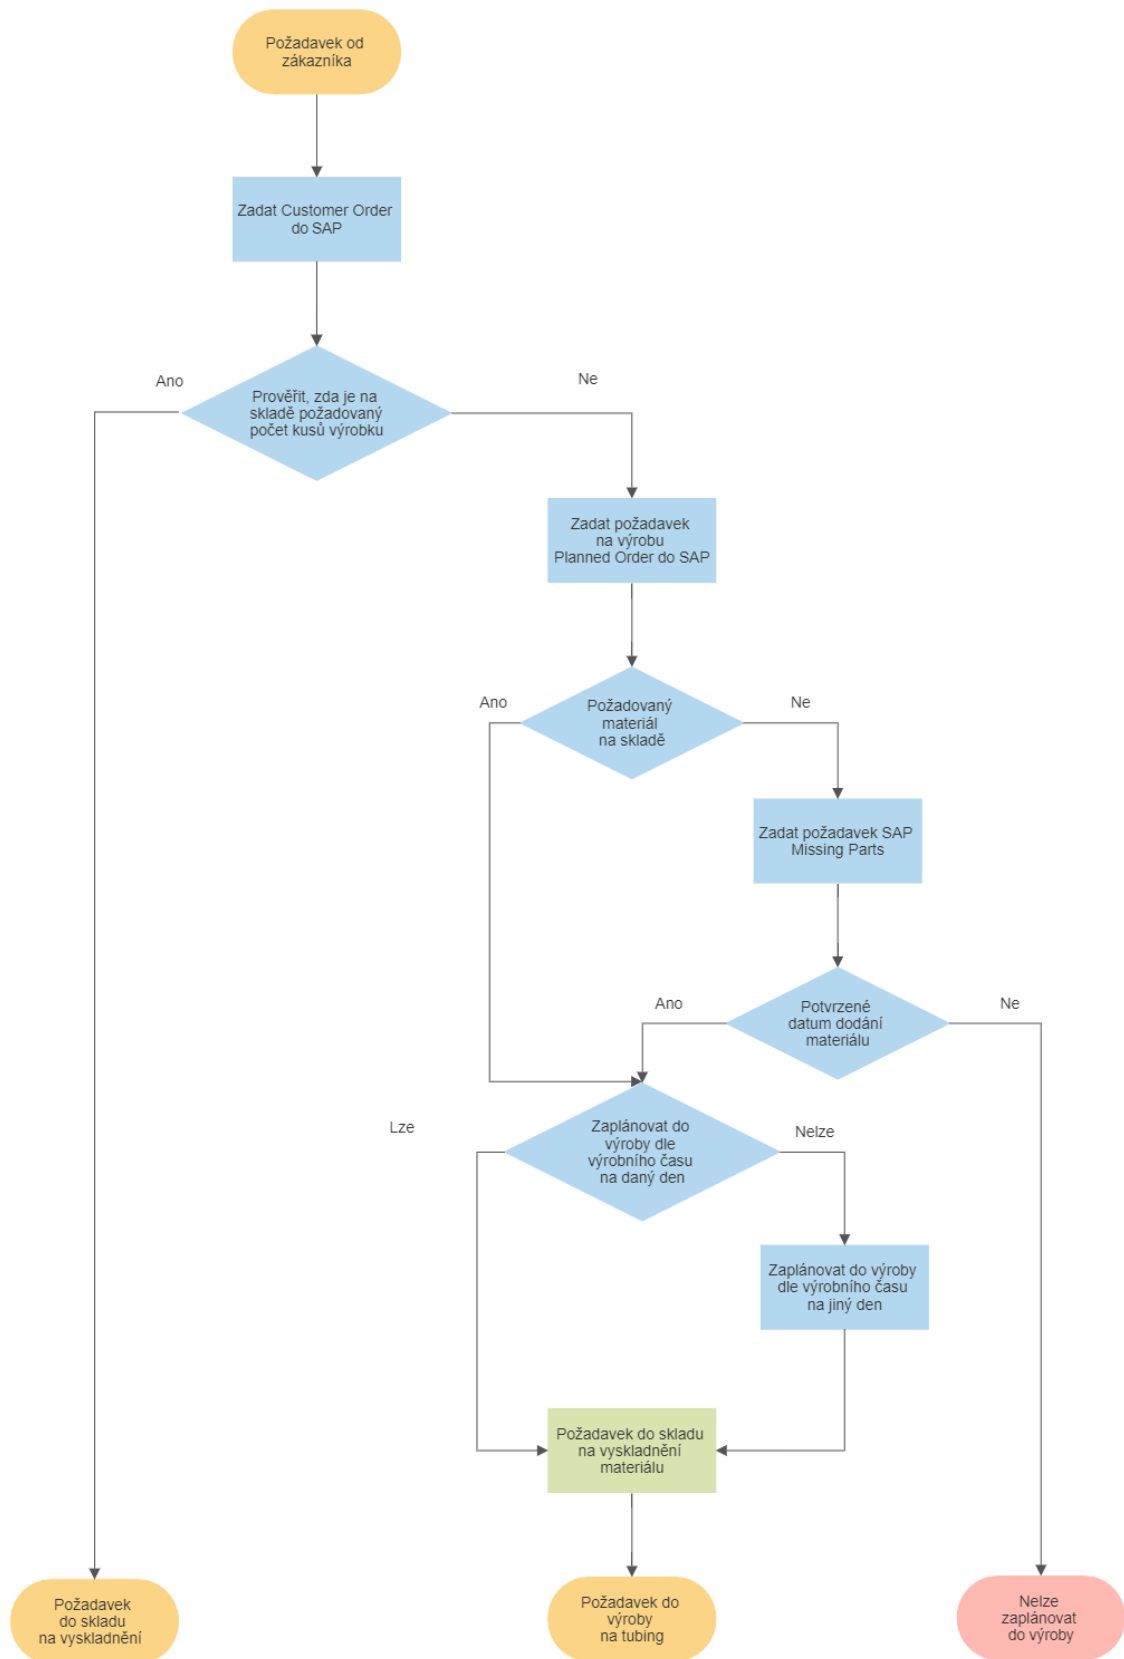 Požadavek od
zákazníka
Zadat Customer Order
do SAP
Ano
Ne
Prověřit, zda je na
skladě požadovaný
počet kusů výrobku
Zadat požadavek
na výrobu
Planned Order do SAP
Ano
Ne
Požadovaný
materiál
na skladě
Zadat požadavek SAP
Missing Parts
Ano
Ne
Potvrzené
datum dodání
materiálu
Lze
Nelze
Zaplánovat do
výroby dle
výrobního času
na daný den
Zaplánovat do výroby
dle výrobního času
na jiný den
Požadavek do skladu
na vyskladnění
materiálu
Požadavek
do skladu
na vyskladnění
Požadavek do
výroby
na tubing
Nelze
zaplánovat
do výroby